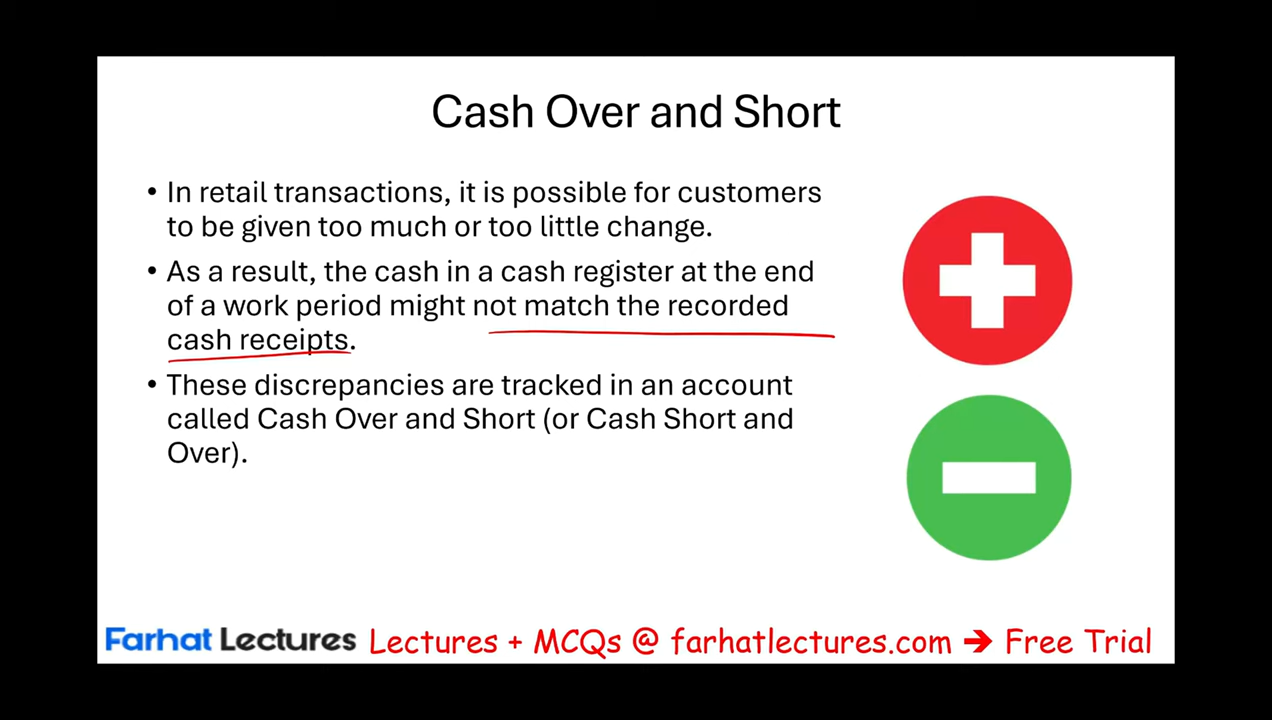 Cash Over and Short
• In retail transactions, it is possible for customers
to be given too much or too little change.
• As a result, the cash in a cash register at the end
of a work period might not match the recorded
cash receipts.
• These discrepancies are tracked in an account
called Cash Over and Short (or Cash Short and
Over).
Farhat Lectures Lectures + MCQs @ farhatlectures.com → Free Trial